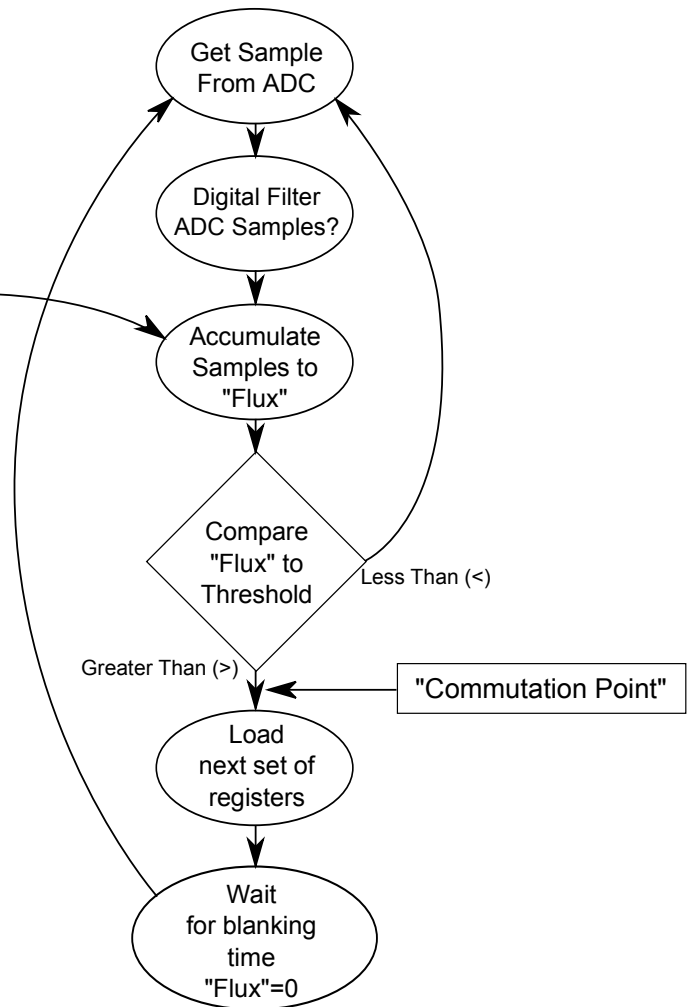 Get Sample
From ADC
Digital Filter
ADC Samples?
Accumulate
Samples to
"Flux"
Compare
"Flux" to
Threshold
Less Than (<)
Greater Than (>)
"Commutation Point"
Load
next set of
registers
Wait
for blanking
time
"Flux"=0